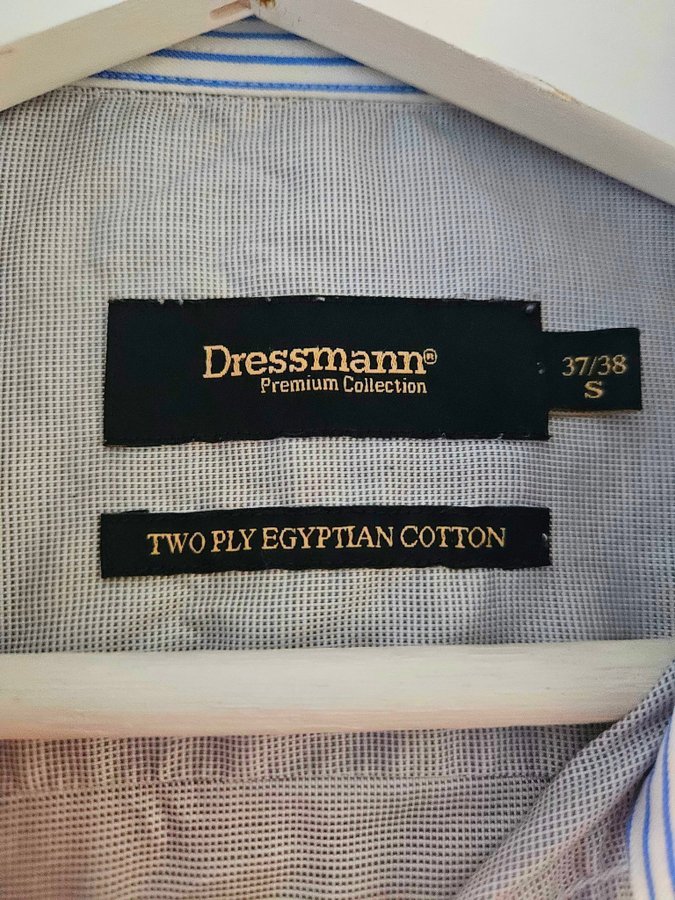 Dressmann®
Premium Collection
37/38
S
TWO PLY EGYPTIAN COTTON